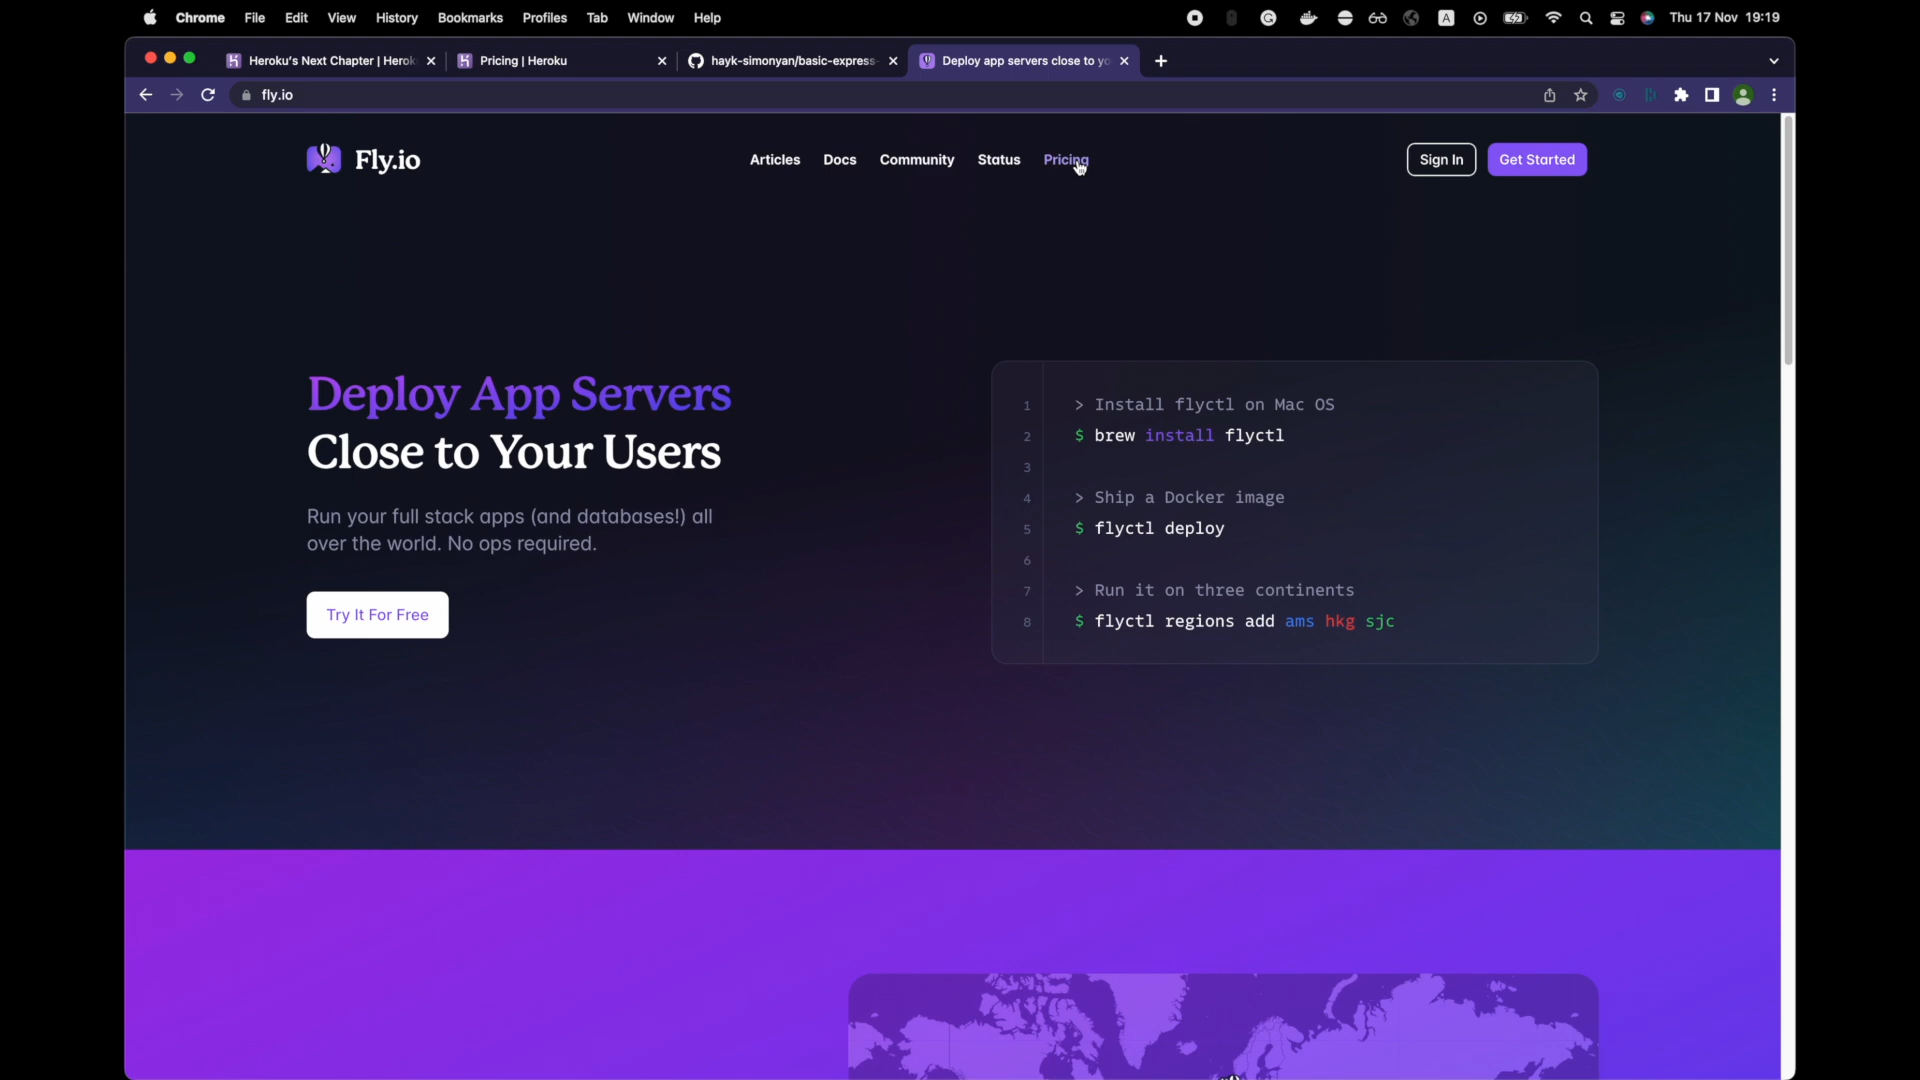 Chrome File Edit View History Bookmarks Profiles Tab Window Help A Thu 17 Nov 19:19
Heroku's Next Chapter | Herok Pricing | Heroku hayk-simonyan/basic-express- Deploy app servers close to yo
fly.io
Fly.io Articles Docs Community Status Pricing Sign In Get Started
Deploy App Servers
Close to Your Users
Run your full stack apps (and databases!) all
over the world. No ops required.
Try It For Free
1 > Install flyctl on Mac OS
2 $ brew install flyctl
3
4 > Ship a Docker image
5 $ flyctl deploy
6
7 > Run it on three continents
8 $ flyctl regions add ams hkg sjc